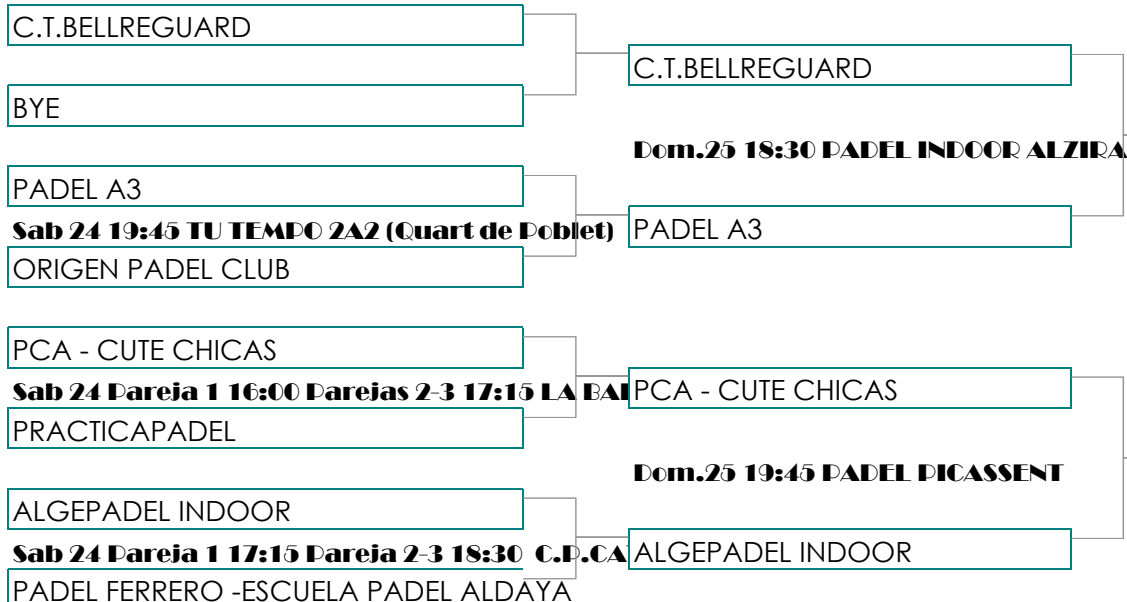 C.T.BELLREGUARD
C.T.BELLREGUARD
BYE
Dom.25 18:30 PADEL INDOOR ALZIRA
PADEL A3
Sab 24 19:45 TU TEMPO 2A2 (Quart de Poblet)
PADEL A3
ORIGEN PADEL CLUB
PCA - CUTE CHICAS
Sab 24 Pareja 1 16:00 Parejas 2-3 17:15 LA
PCA - CUTE CHICAS
PRACTICAPADEL
Dom.25 19:45 PADEL PICASSENT
ALGEPADEL INDOOR
Sab 24 Pareja 1 17:15 Pareja 2-3 18:30 C.P.
ALGEPADEL INDOOR
PADEL FERRERO -ESCUELA PADEL ALDAYA